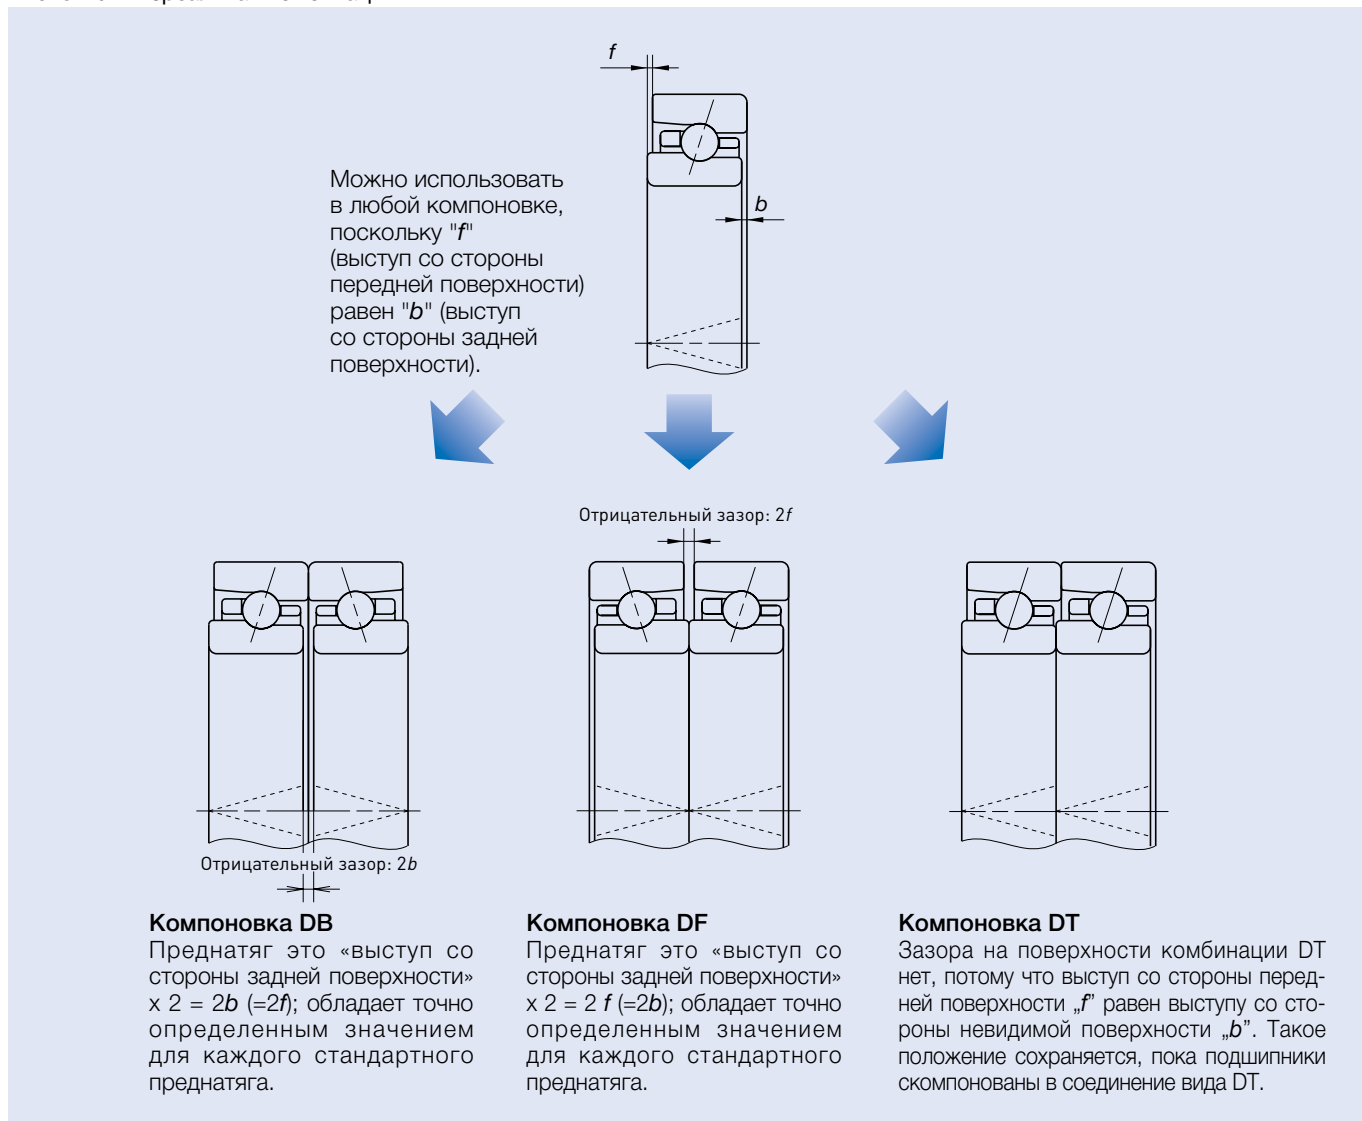 f
Можно использовать
в любой компоновке,
поскольку "f"
(выступ со стороны
передней поверхности)
равен "b" (выступ
со стороны задней
поверхности).
b
Отрицательный зазор: 2f
Отрицательный зазор: 2b
Компоновка DB
Преднатяг это «выступ со
стороны задней поверхности»
x 2 = 2b (=2f); обладает точно
определенным значением
для каждого стандартного
преднатяга.
Компоновка DF
Преднатяг это «выступ со
стороны задней поверхности»
x 2 = 2 f (=2b); обладает точно
определенным значением
для каждого стандартного
преднатяга.
Компоновка DT
Зазора на поверхности комбинации DT
нет, потому что выступ со стороны перед-
ней поверхности „f” равен выступу со сто-
роны невидимой поверхности „b”. Такое
положение сохраняется, пока подшипники
скомпонованы в соединение вида DT.